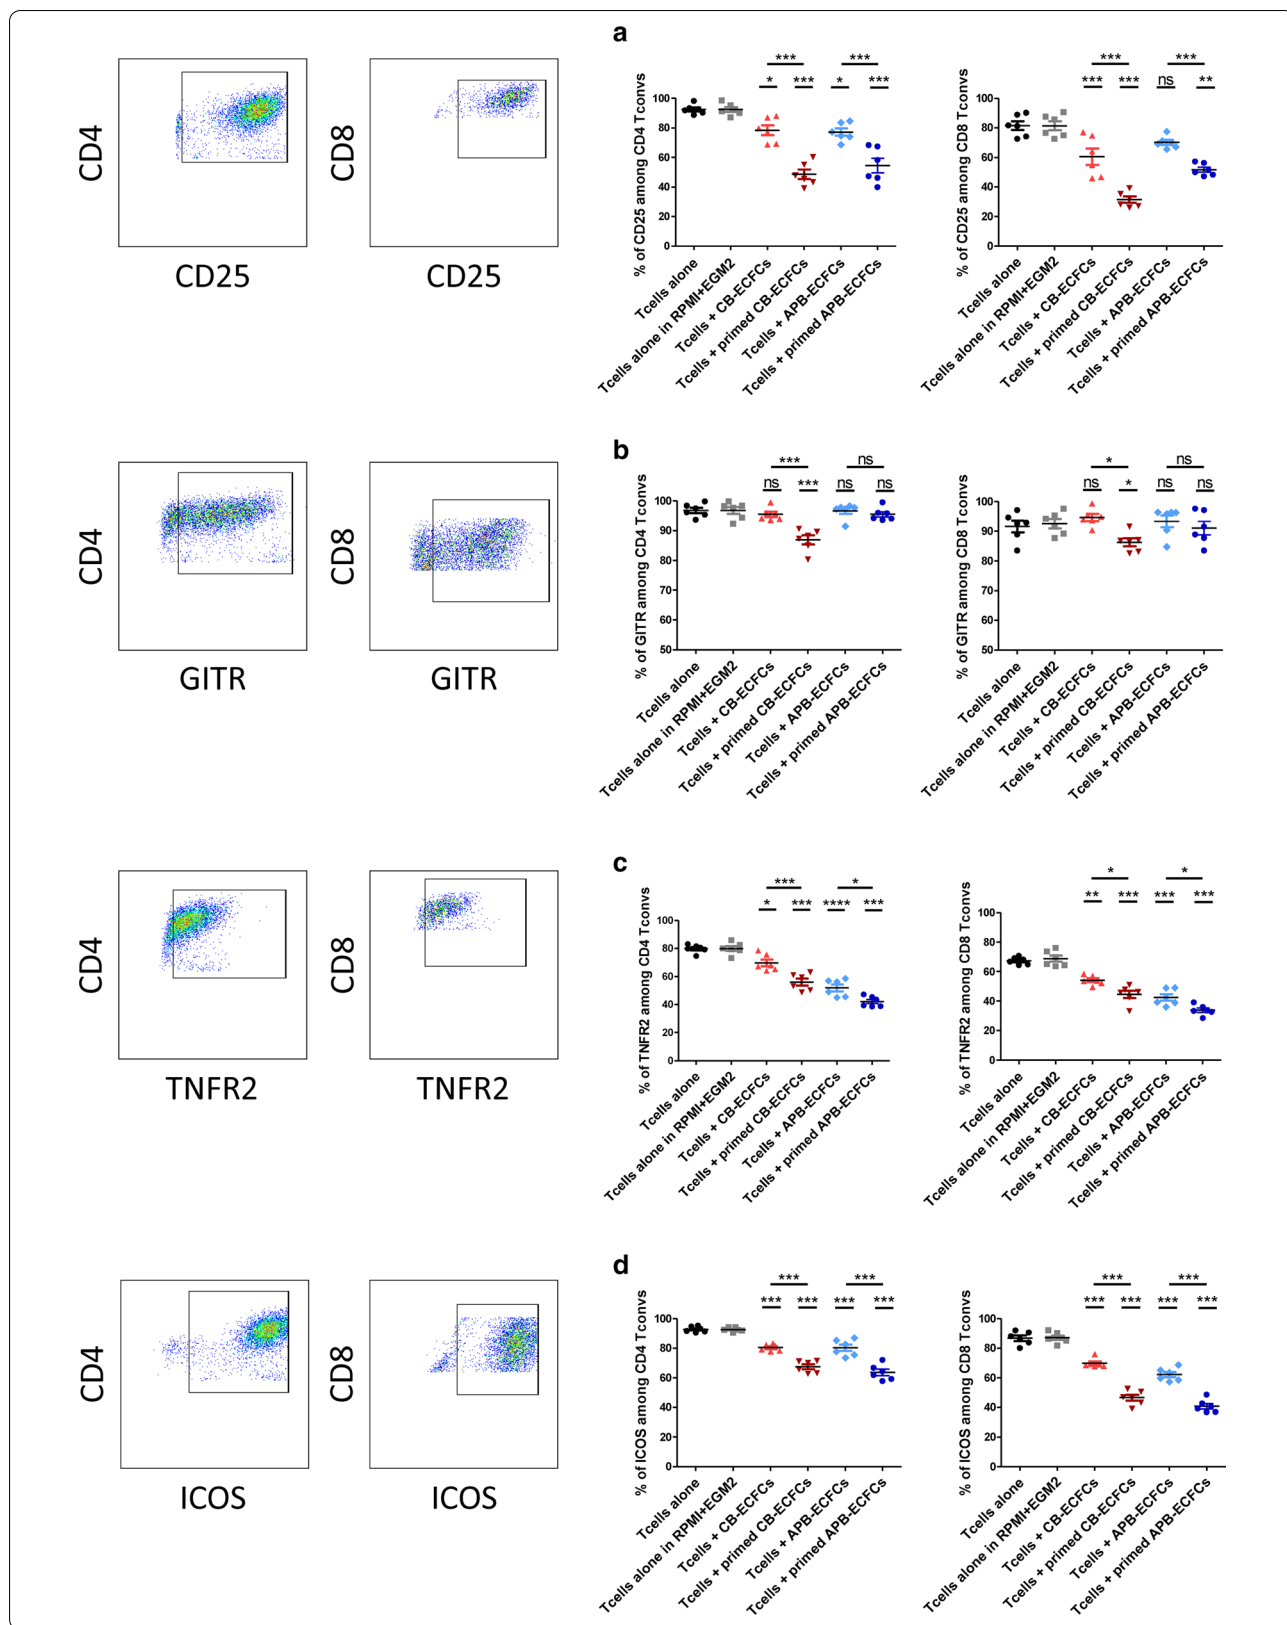 a
CD4
CD25
CD8
CD25
% of CD25 among CD4 Tconvs
100
80
60
40
20
0
*** ***
* *** * ***
Tcells alone
Tcells alone in RPMI+EGM2
Tcells + CB-ECFCs
Tcells + primed CB-ECFCs
Tcells + APB-ECFCs
Tcells + primed APB-ECFCs
% of CD25 among CD8 Tconvs
100
80
60
40
20
0
*** ***
*** *** ns **
Tcells alone
Tcells alone in RPMI+EGM2
Tcells + CB-ECFCs
Tcells + primed CB-ECFCs
Tcells + APB-ECFCs
Tcells + primed APB-ECFCs
b
CD4
GITR
CD8
GITR
% of GITR among CD4 Tconvs
100
90
80
70
60
50
*** ns
ns *** ns ns
Tcells alone
Tcells alone in RPMI+EGM2
Tcells + CB-ECFCs
Tcells + primed CB-ECFCs
Tcells + APB-ECFCs
Tcells + primed APB-ECFCs
% of GITR among CD8 Tconvs
100
90
80
70
60
50
* ns
ns * ns ns
Tcells alone
Tcells alone in RPMI+EGM2
Tcells + CB-ECFCs
Tcells + primed CB-ECFCs
Tcells + APB-ECFCs
Tcells + primed APB-ECFCs
c
CD4
TNFR2
CD8
TNFR2
% of TNFR2 among CD4 Tconvs
100
80
60
40
20
0
*** *
* *** **** ***
Tcells alone
Tcells alone in RPMI+EGM2
Tcells + CB-ECFCs
Tcells + primed CB-ECFCs
Tcells + APB-ECFCs
Tcells + primed APB-ECFCs
% of TNFR2 among CD8 Tconvs
100
80
60
40
20
0
* *
** *** *** ***
Tcells alone
Tcells alone in RPMI+EGM2
Tcells + CB-ECFCs
Tcells + primed CB-ECFCs
Tcells + APB-ECFCs
Tcells + primed APB-ECFCs
d
CD4
ICOS
CD8
ICOS
% of ICOS among CD4 Tconvs
100
80
60
40
20
0
*** ***
*** *** *** ***
Tcells alone
Tcells alone in RPMI+EGM2
Tcells + CB-ECFCs
Tcells + primed CB-ECFCs
Tcells + APB-ECFCs
Tcells + primed APB-ECFCs
% of ICOS among CD8 Tconvs
100
80
60
40
20
0
*** ***
*** *** *** ***
Tcells alone
Tcells alone in RPMI+EGM2
Tcells + CB-ECFCs
Tcells + primed CB-ECFCs
Tcells + APB-ECFCs
Tcells + primed APB-ECFCs